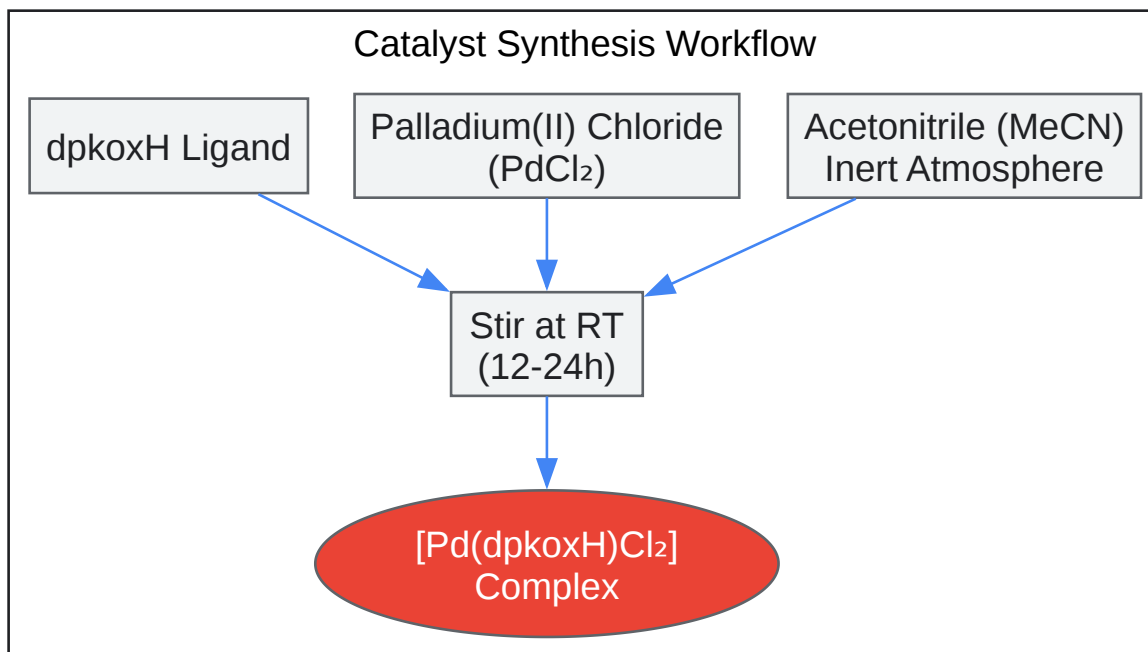 Catalyst Synthesis Workflow
dpkoxH Ligand
Palladium(II) Chloride
(PdCl₂)
Acetonitrile (MeCN)
Inert Atmosphere
Stir at RT
(12-24h)
[Pd(dpkoxH)Cl₂]
Complex